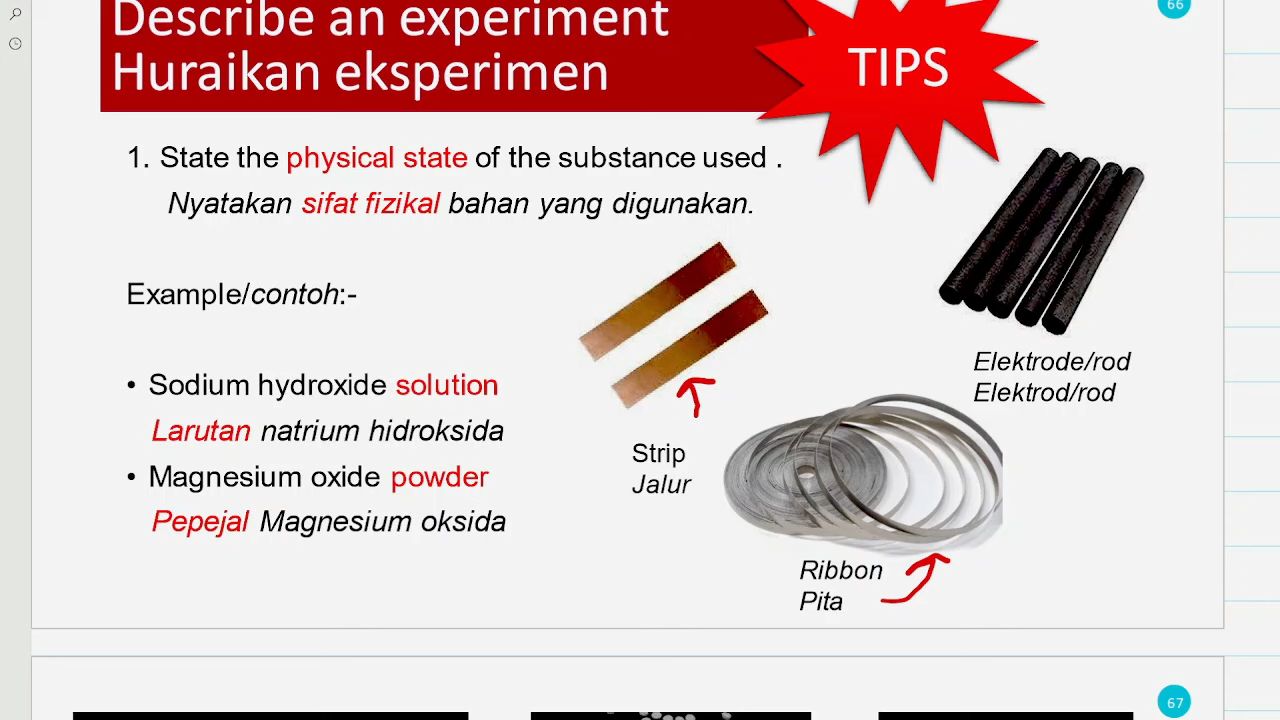 66
Describe an experiment
Huraikan eksperimen
TIPS
1. State the physical state of the substance used .
Nyatakan sifat fizikal bahan yang digunakan.
Example/contoh:-
• Sodium hydroxide solution
Larutan natrium hidroksida
• Magnesium oxide powder
Pepejal Magnesium oksida
Strip
Jalur
Elektrode/rod
Elektrod/rod
Ribbon
Pita
67